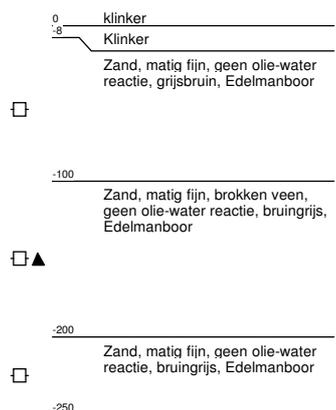 0 klinker
-8 Klinker
Zand, matig fijn, geen olie-water
reactie, grijsbruin, Edelmanboor
-100
Zand, matig fijn, brokken veen,
geen olie-water reactie, bruingrijs,
Edelmanboor
-200
Zand, matig fijn, geen olie-water
reactie, bruingrijs, Edelmanboor
-250